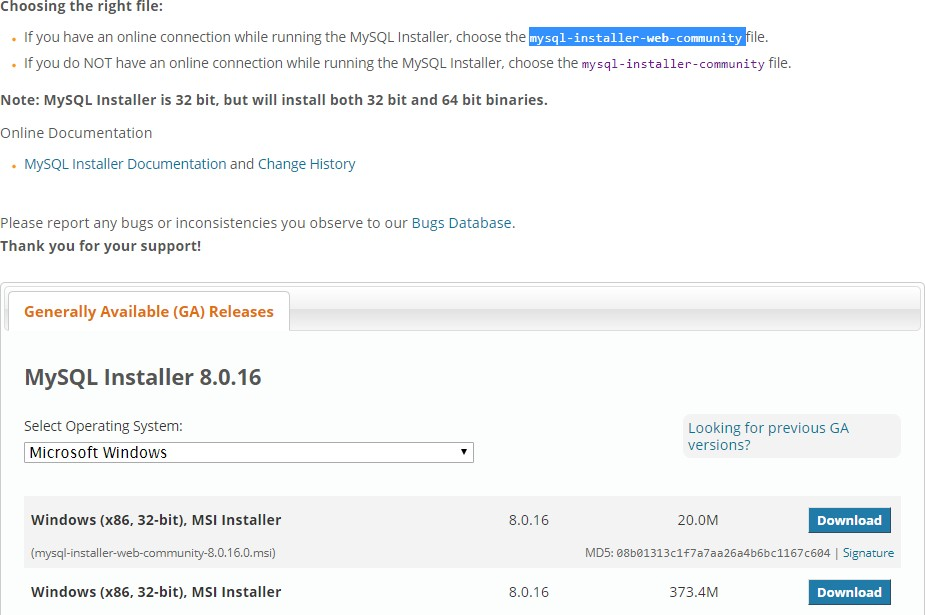 Choosing the right file:
If you have an online connection while running the MySQL Installer, choose the mysql-installer-web-community file.
If you do NOT have an online connection while running the MySQL Installer, choose the mysql-installer-community file.
Note: MySQL Installer is 32 bit, but will install both 32 bit and 64 bit binaries.
Online Documentation
MySQL Installer Documentation and Change History
Please report any bugs or inconsistencies you observe to our Bugs Database.
Thank you for your support!
Generally Available (GA) Releases
MySQL Installer 8.0.16
Select Operating System:
Microsoft Windows
Looking for previous GA
versions?
Windows (x86, 32-bit), MSI Installer 8.0.16 20.0M Download
(mysql-installer-web-community-8.0.16.0.msi) MD5: 08b01313c1f7a7aa26a4b6bc1167c604 | Signature
Windows (x86, 32-bit), MSI Installer 8.0.16 373.4M Download